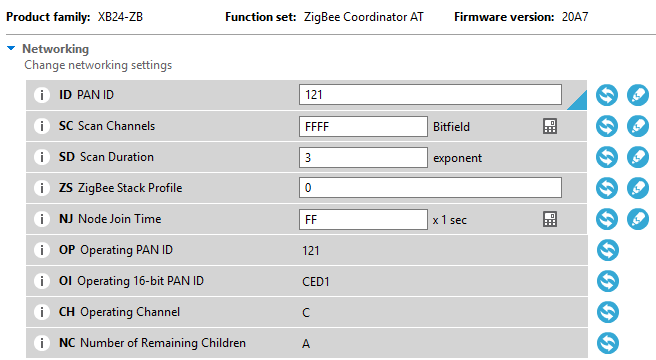 Product family: XB24-ZB Function set: ZigBee Coordinator AT Firmware version: 20A7
Networking
Change networking settings
i ID PAN ID 121
i SC Scan Channels FFFF Bitfield
i SD Scan Duration 3 exponent
i ZS ZigBee Stack Profile 0
i NJ Node Join Time FF x 1 sec
i OP Operating PAN ID 121
i OI Operating 16-bit PAN ID CED1
i CH Operating Channel C
i NC Number of Remaining Children A